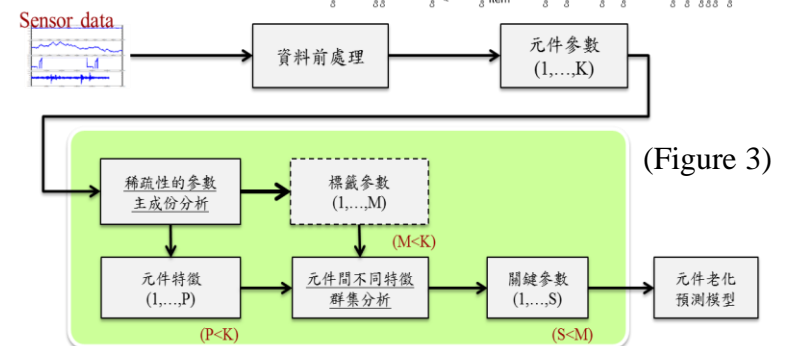 item
Sensor data
資料前處理
元件參數
(1,…,K)
(Figure 3)
稀疏性的參數
主成份分析
標籤參數
(1,…,M)
(M<K)
元件特徵
(1,…,P)
元件間不同特徵
群集分析
關鍵參數
(1,…,S)
元件老化
預測模型
(P<K)
(S<M)